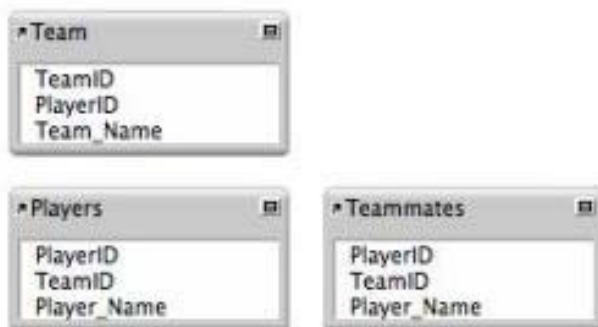 Team
TeamID
PlayerID
Team_Name
Players
PlayerID
TeamID
Player_Name
Teammates
PlayerID
TeamID
Player_Name